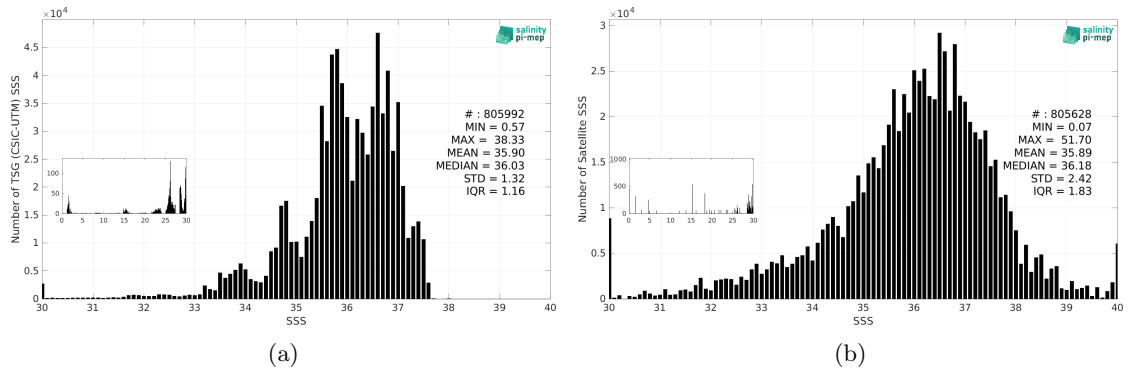 ×10^4
salinity
pi-mep
# : 805992
MIN = 0.57
MAX = 38.33
MEAN = 35.90
MEDIAN = 36.03
STD = 1.32
IQR = 1.16
Number of TSG (CSIC-UTM) SSS
4.5
4
3.5
3
2.5
2
1.5
1
0.5
0
100
50
0
0 5 10 15 20 25 30
30 31 32 33 34 35 36 37 38 39 40
SSS
(a)
×10^4
salinity
pi-mep
# : 805628
MIN = 0.07
MAX = 51.70
MEAN = 35.89
MEDIAN = 36.18
STD = 2.42
IQR = 1.83
Number of Satellite SSS
3
2.5
2
1.5
1
0.5
0
1000
500
0
0 5 10 15 20 25 30
30 31 32 33 34 35 36 37 38 39 40
SSS
(b)